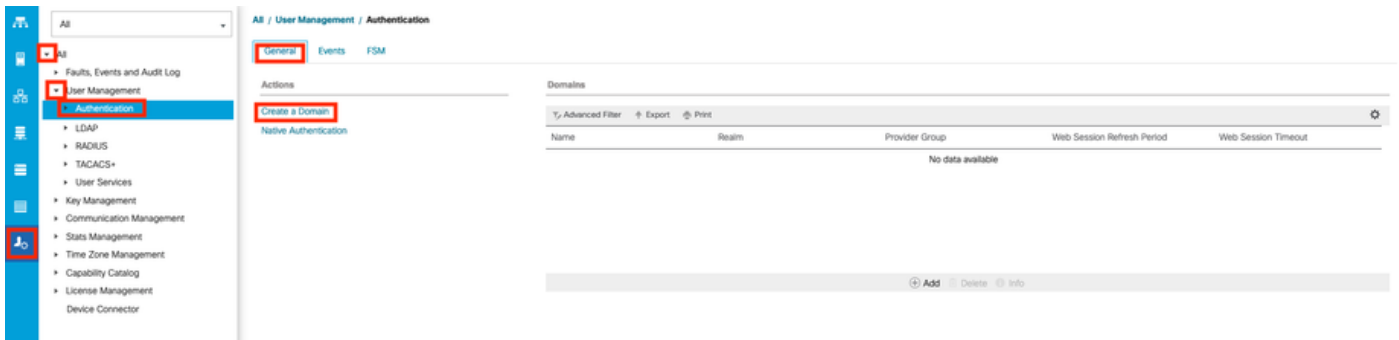 All
All / User Management / Authentication
All
Faults, Events and Audit Log
User Management
Authentication
LDAP
RADIUS
TACACS+
User Services
Key Management
Communication Management
Stats Management
Time Zone Management
Capability Catalog
License Management
Device Connector
General Events FSM
Actions
Create a Domain
Native Authentication
Domains
Advanced Filter Export Print
Name Realm Provider Group Web Session Refresh Period Web Session Timeout
No data available
Add Delete Info